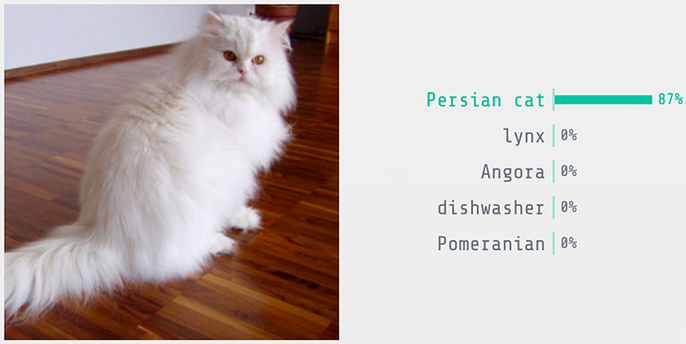 Persian cat 87%
lynx 0%
Angora 0%
dishwasher 0%
Pomeranian 0%